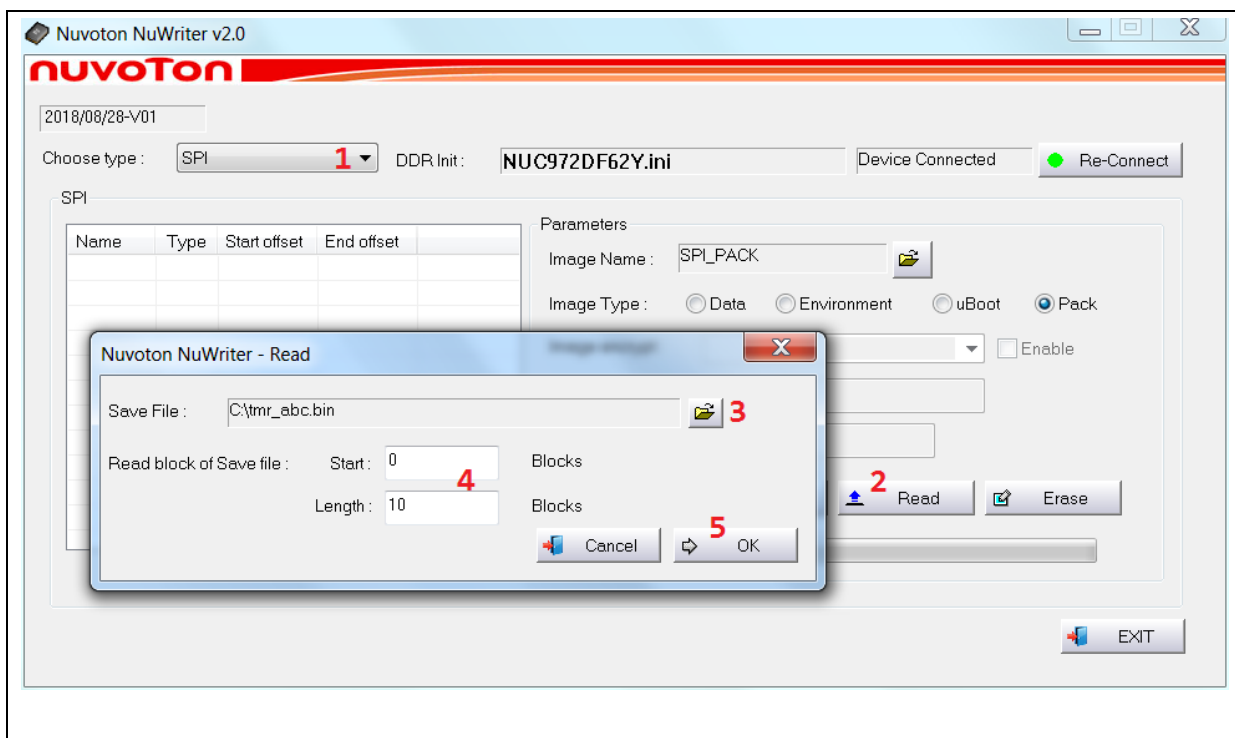 Nuvoton NuWriter v2.0
nuvoTon
2018/08/28-V01
Choose type : SPI 1 DDR Init : NUC972DF62Y.ini Device Connected Re-Connect
SPI
Parameters
Name Type Start offset End offset
Image Name : SPI_PACK
Image Type : Data Environment uBoot Pack
Enable
Nuvoton NuWriter - Read
Save File : C:\tmr_abc.bin 3
Read block of Save file : Start : 0 Blocks
4
Length : 10 Blocks
2 Read Erase
Cancel 5 OK
EXIT